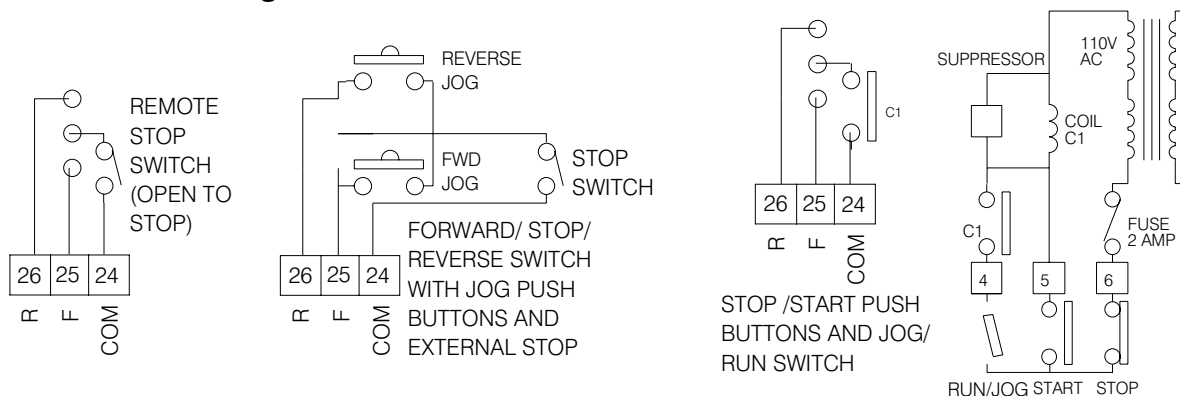 REMOTE
STOP
SWITCH
(OPEN TO
STOP)
26 25 24
R F COM
REVERSE
JOG
FWD
JOG
STOP
SWITCH
26 25 24
R F COM
FORWARD/ STOP/
REVERSE SWITCH
WITH JOG PUSH
BUTTONS AND
EXTERNAL STOP
C1
26 25 24
R F COM
STOP /START PUSH
BUTTONS AND JOG/
RUN SWITCH
SUPPRESSOR
110V
AC
COIL
C1
C1
FUSE
2 AMP
4 5 6
RUN/JOG START STOP